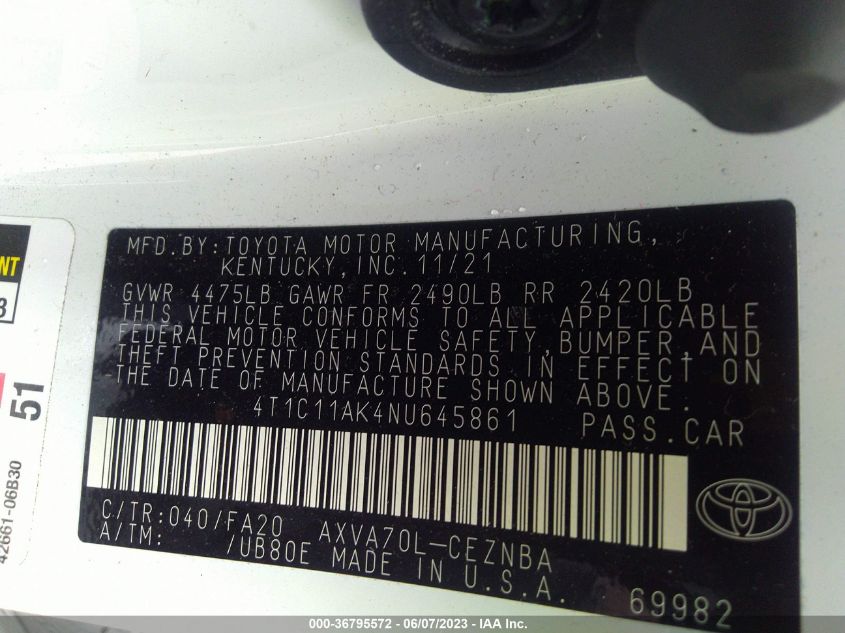 MFD.BY:TOYOTA MOTOR MANUFACTURING,
KENTUCKY,INC.11/21
GVWR 4475LB GAWR FR 2490LB RR 2420LB
THIS VEHICLE CONFORMS TO ALL APPLICABLE
FEDERAL MOTOR VEHICLE SAFETY,BUMPER,AND
THEFT PREVENTION STANDARDS IN EFFECT ON
THE DATE OF MANUFACTURE SHOWN ABOVE.
4T1C11AK4NU645861 PASS.CAR
C/TR:040/FA20 AXVA70L-CEZNBA
A/TM: /UB80E MADE IN U.S.A.
69982
51
42661-06B30
000-36795572 - 06/07/2023 - IAA Inc.